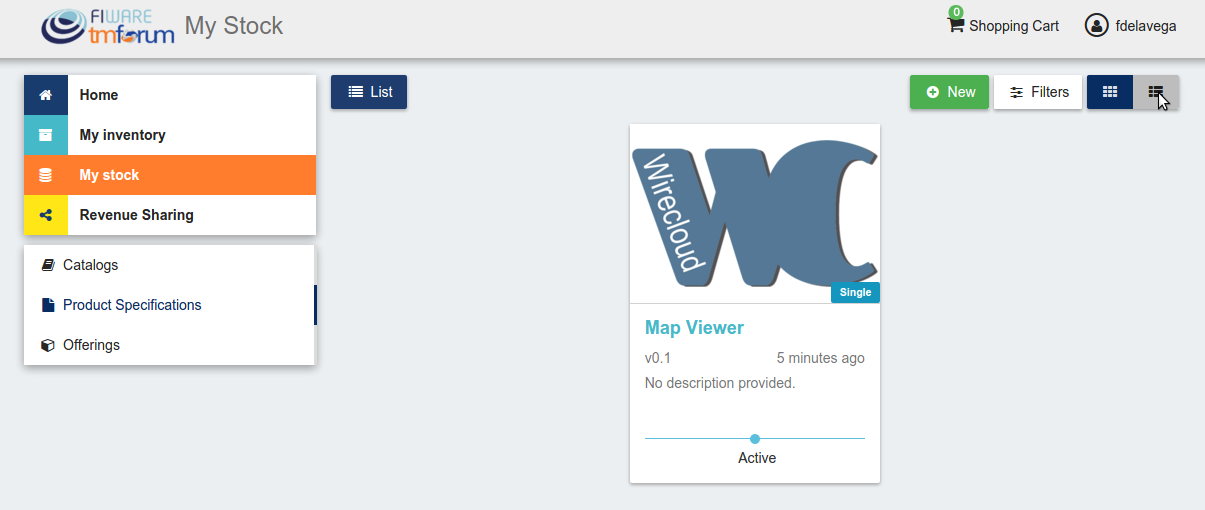 FIWARE
tmforum
My Stock
0
Shopping Cart
fdelavega
Home
My inventory
My stock
Revenue Sharing
Catalogs
Product Specifications
Offerings
List
New
Filters
WC
Wirecloud
Single
Map Viewer
v0.1 5 minutes ago
No description provided.
Active